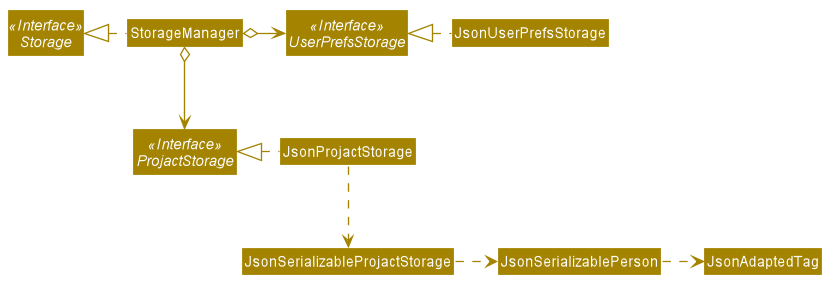 «Interface»
Storage
StorageManager
«Interface»
UserPrefsStorage
JsonUserPrefsStorage
«Interface»
ProjactStorage
JsonProjactStorage
JsonSerializableProjactStorage
JsonSerializablePerson
JsonAdaptedTag